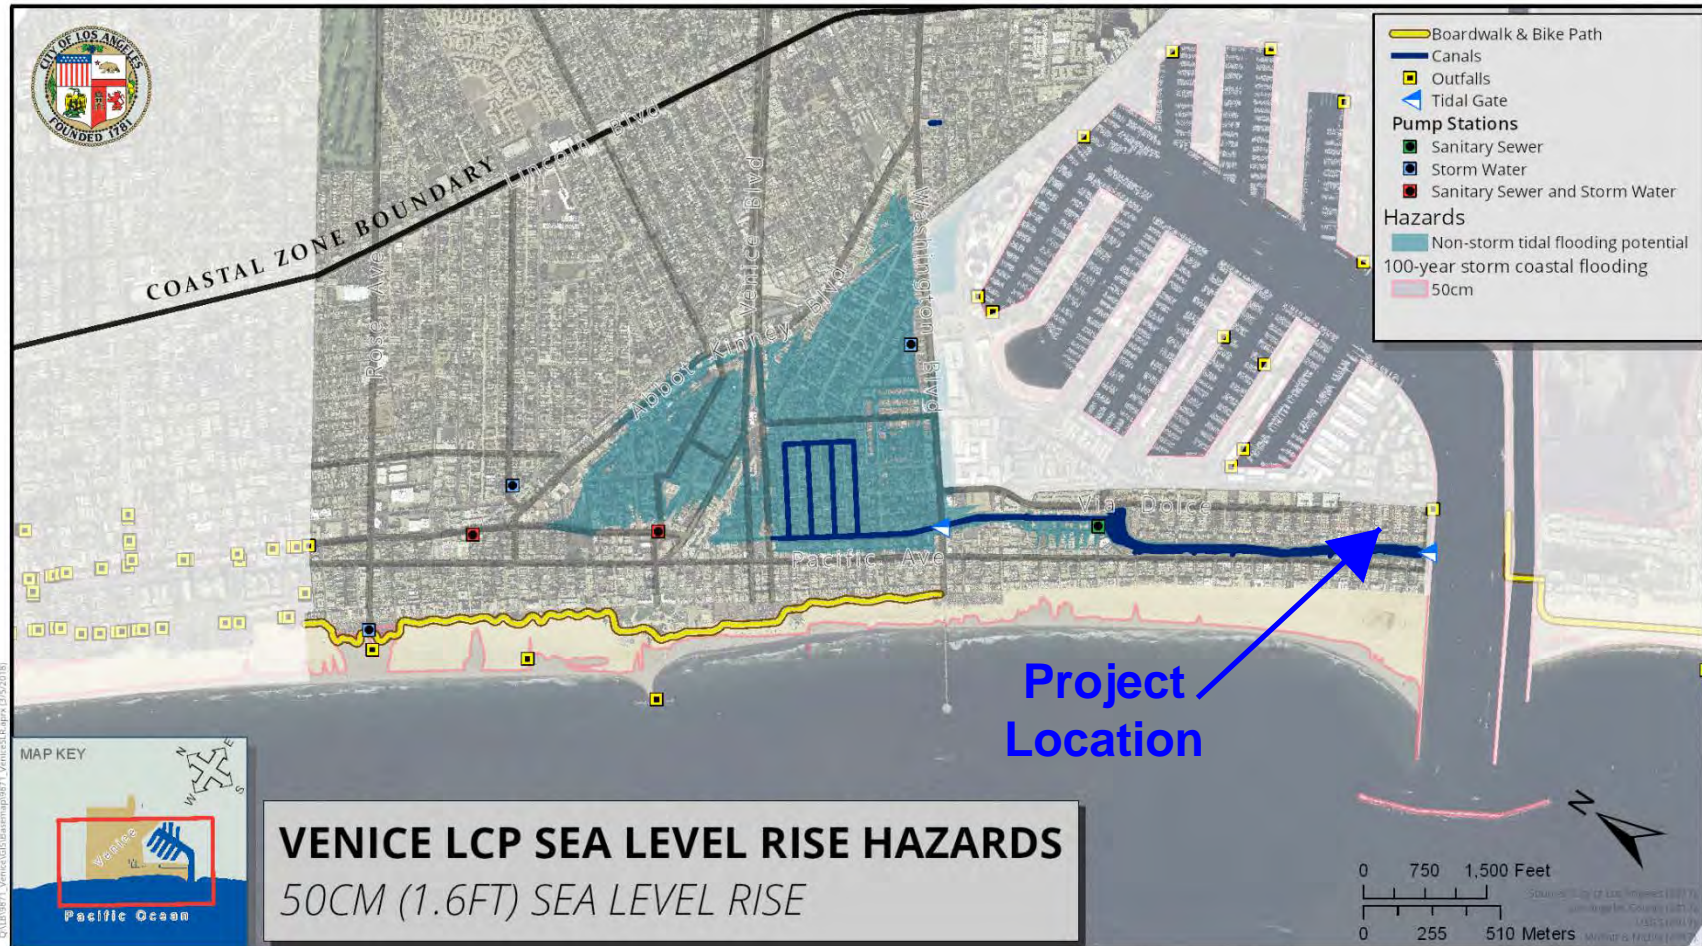 CITY OF LOS ANGELES
FOUNDED 1781
Boardwalk & Bike Path
Canals
Outfalls
Tidal Gate
Pump Stations
Sanitary Sewer
Storm Water
Sanitary Sewer and Storm Water
Hazards
Non-storm tidal flooding potential
100-year storm coastal flooding
50cm
COASTAL ZONE BOUNDARY
Lincoln Blvd
Rose Ave
Venice Blvd
Abbot Kinney Blvd
Washington Blvd
Via Dolce
Pacific Ave
Project
Location
MAP KEY
N
E
W
S
Venice
Pacific Ocean
VENICE LCP SEA LEVEL RISE HAZARDS
50CM (1.6FT) SEA LEVEL RISE
N
0 750 1,500 Feet
0 255 510 Meters